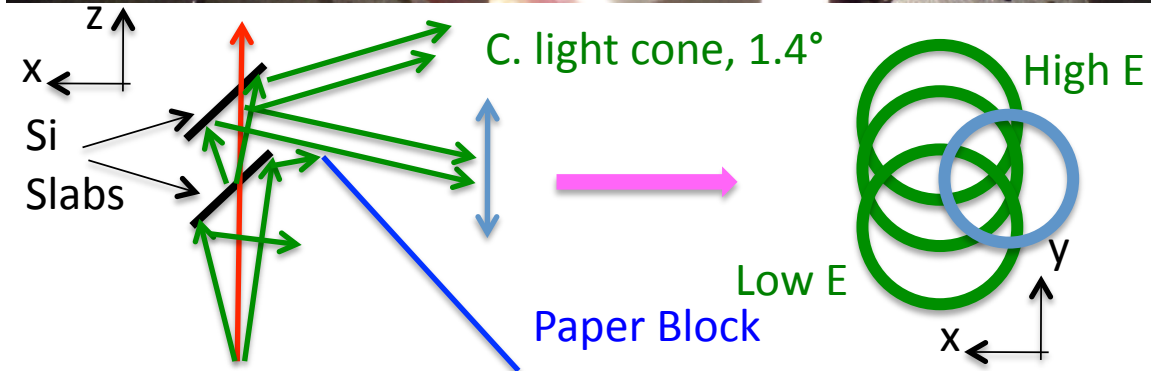 z
x
C. light cone, 1.4°
High E
Si
Slabs
Low E
y
Paper Block
x